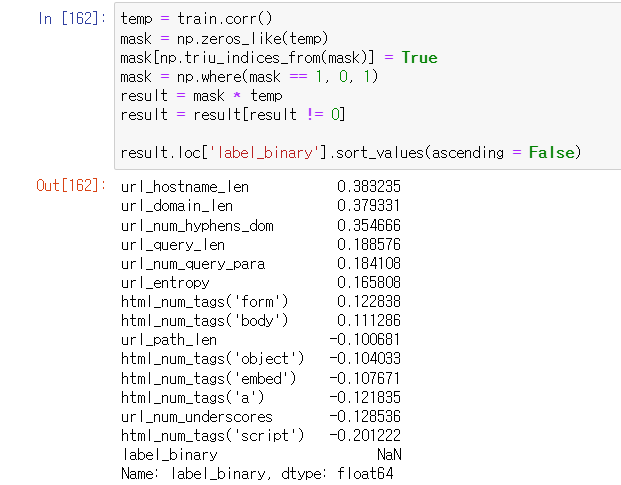 In [162]: temp = train.corr()
mask = np.zeros_like(temp)
mask[np.triu_indices_from(mask)] = True
mask = np.where(mask == 1, 0, 1)
result = mask * temp
result = result[result != 0]
result.loc['label_binary'].sort_values(ascending = False)
Out[162]: url_hostname_len 0.383235
url_domain_len 0.379331
url_num_hyphens_dom 0.354666
url_query_len 0.188576
url_num_query_para 0.184108
url_entropy 0.165808
html_num_tags('form') 0.122838
html_num_tags('body') 0.111286
url_path_len -0.100681
html_num_tags('object') -0.104033
html_num_tags('embed') -0.107671
html_num_tags('a') -0.121835
url_num_underscores -0.128536
html_num_tags('script') -0.201222
label_binary NaN
Name: label_binary, dtype: float64